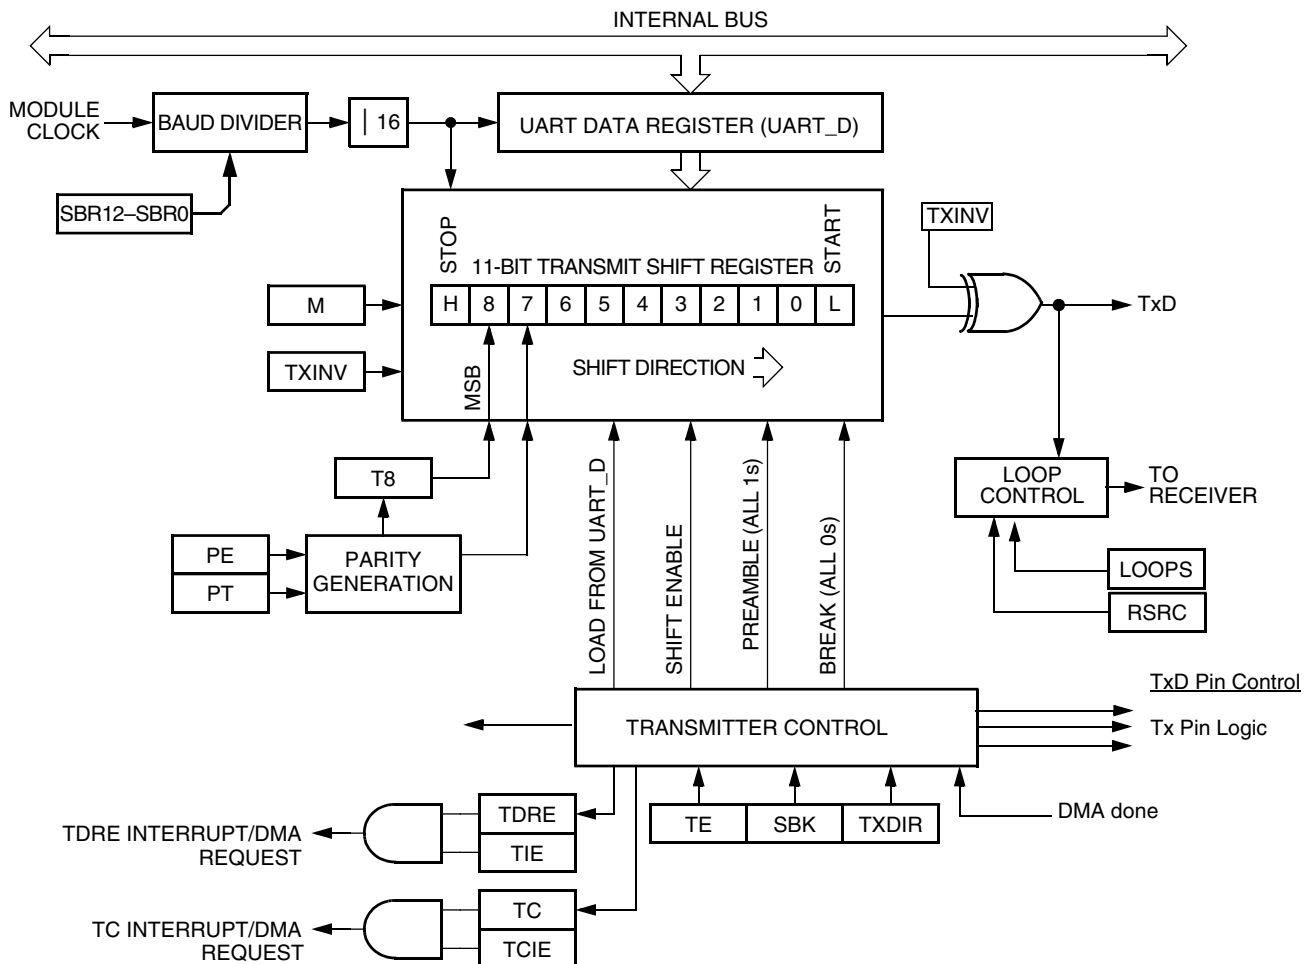 INTERNAL BUS
MODULE
CLOCK
BAUD DIVIDER
| 16
UART DATA REGISTER (UART_D)
SBR12–SBR0
STOP
11-BIT TRANSMIT SHIFT REGISTER
START
H 8 7 6 5 4 3 2 1 0 L
M
TXINV
MSB
SHIFT DIRECTION
TXINV
TxD
T8
PE
PT
PARITY
GENERATION
LOAD FROM UART_D
SHIFT ENABLE
PREAMBLE (ALL 1s)
BREAK (ALL 0s)
LOOP
CONTROL
TO
RECEIVER
LOOPS
RSRC
TRANSMITTER CONTROL
TxD Pin Control
Tx Pin Logic
TE
SBK
TXDIR
DMA done
TDRE
TIE
TDRE INTERRUPT/DMA
REQUEST
TC
TCIE
TC INTERRUPT/DMA
REQUEST